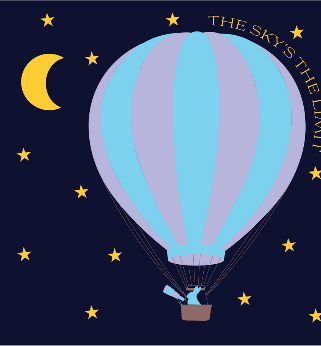 THE SKY'S THE LIMIT